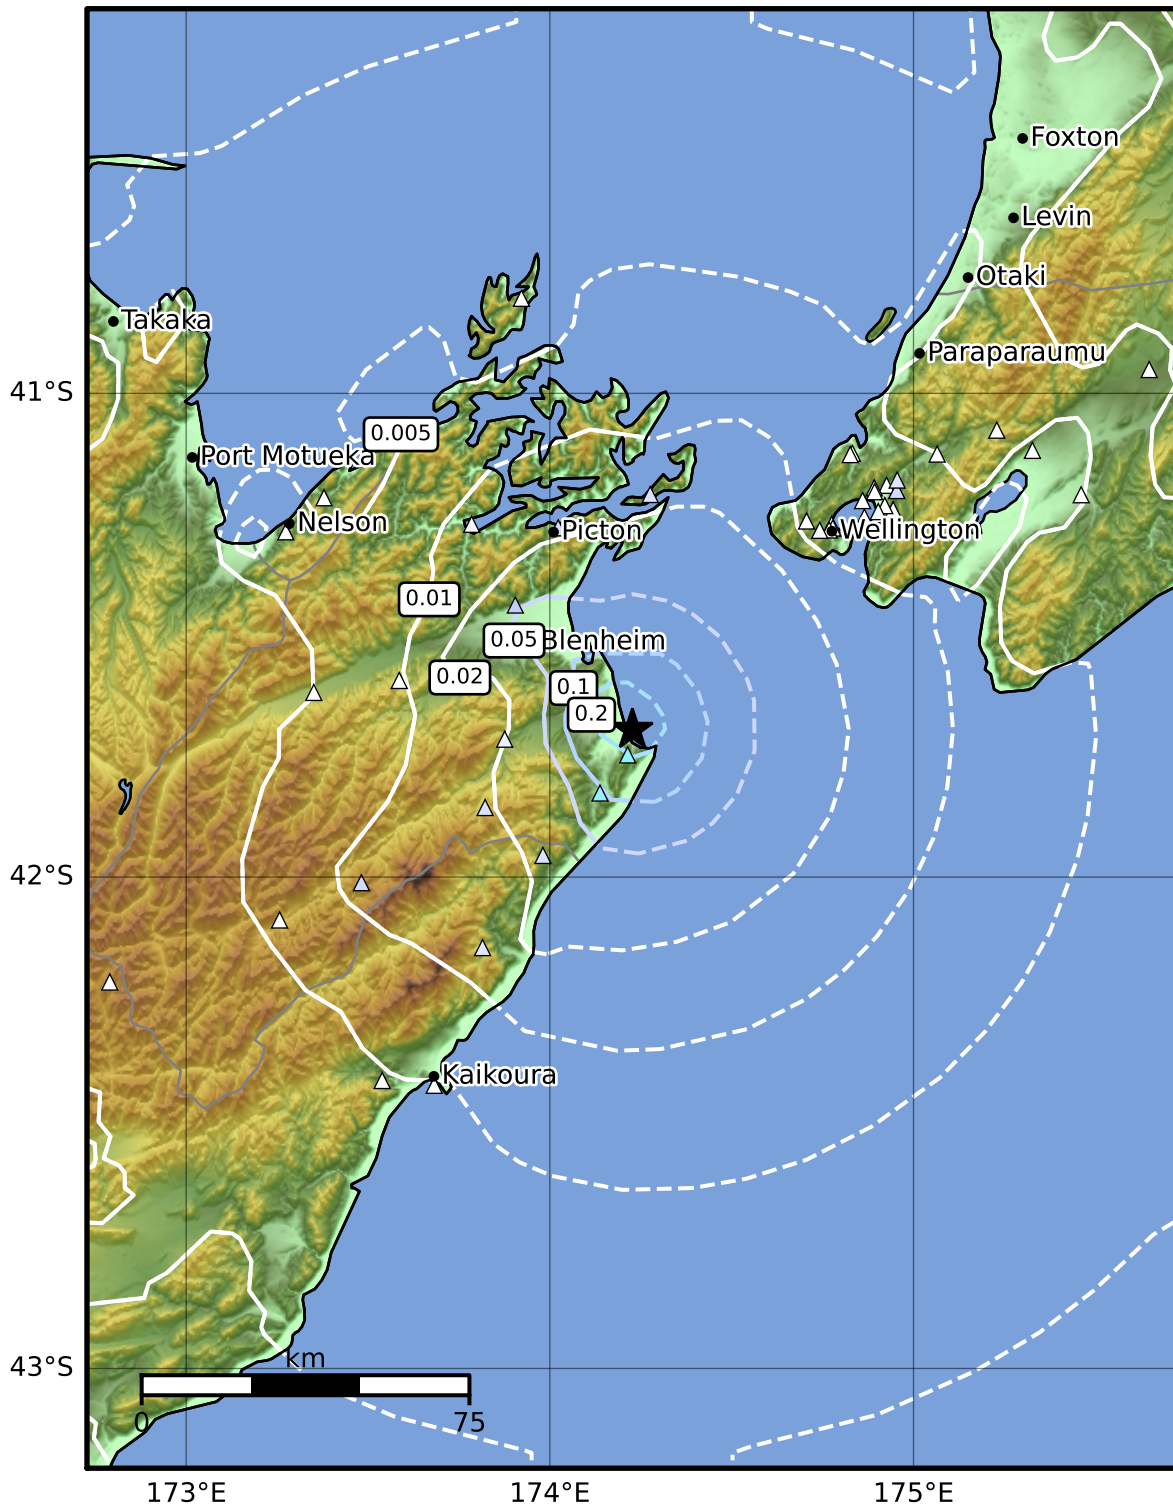 Foxton
Levin
Otaki
Takaka
Paraparaumu
41°S
0.005
Port Motueka
Nelson
Picton
Wellington
0.01
0.05
Blenheim
0.02
0.1
0.2
42°S
Kaikoura
43°S
km
0
75
173°E
174°E
175°E